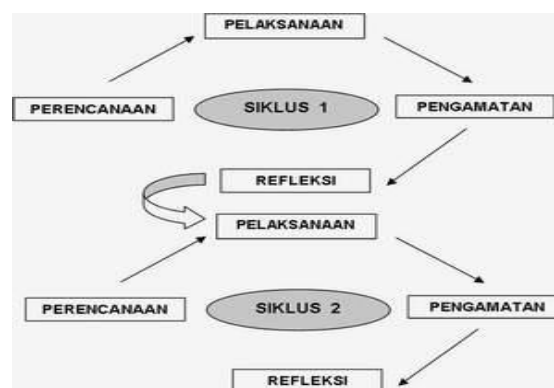 PELAKSANAAN
PERENCANAAN
SIKLUS 1
PENGAMATAN
REFLEKSI
PELAKSANAAN
PERENCANAAN
SIKLUS 2
PENGAMATAN
REFLEKSI